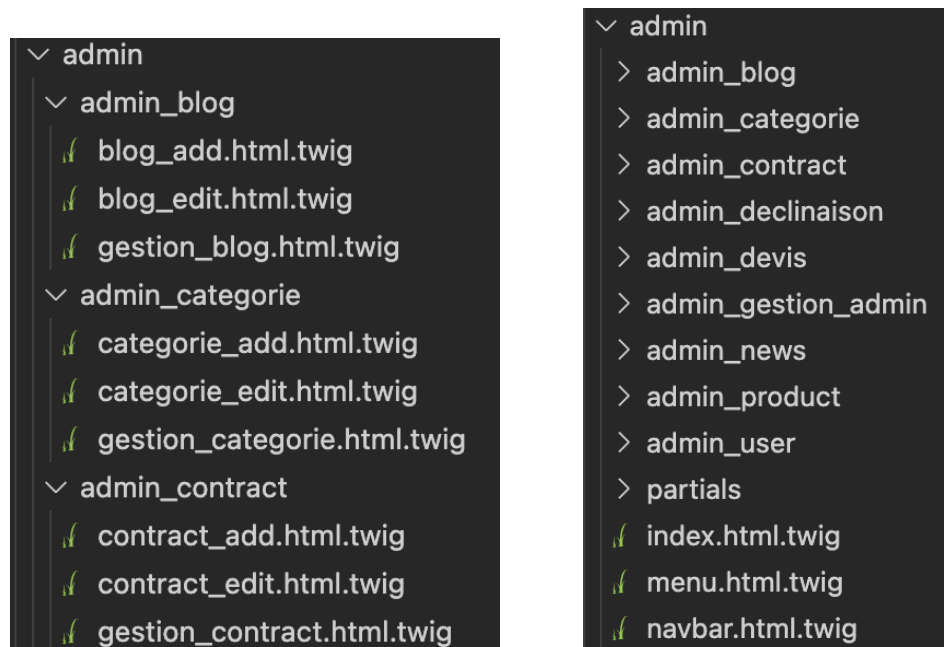 admin
admin_blog
blog_add.html.twig
blog_edit.html.twig
gestion_blog.html.twig
admin_categorie
categorie_add.html.twig
categorie_edit.html.twig
gestion_categorie.html.twig
admin_contract
contract_add.html.twig
contract_edit.html.twig
gestion_contract.html.twig
admin
admin_blog
admin_categorie
admin_contract
admin_declinaison
admin_devis
admin_gestion_admin
admin_news
admin_product
admin_user
partials
index.html.twig
menu.html.twig
navbar.html.twig